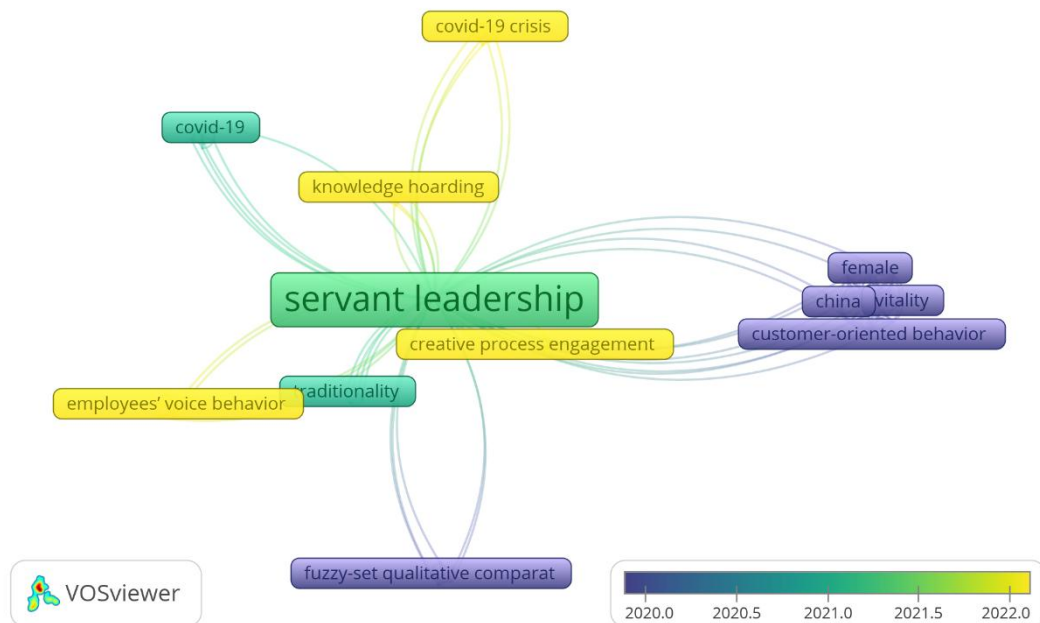 covid-19 crisis
covid-19
knowledge hoarding
female
servant leadership
china
vitality
customer-oriented behavior
creative process engagement
traditionality
employees’ voice behavior
fuzzy-set qualitative comparat
VOSviewer
2020.0 2020.5 2021.0 2021.5 2022.0